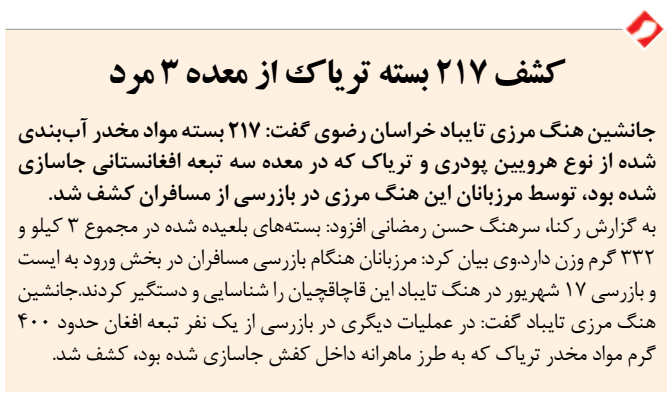 کشف ۲۱۷ بسته تریاک از معده ۳ مرد
جانشین هنگ مرزی تایباد خراسان رضوی گفت: ۲۱۷ بسته مواد مخدر آب‌بندی
شده از نوع هرویین پودری و تریاک که در معده سه تبعه افغانستانی جاسازی
شده بود، توسط مرزبانان این هنگ مرزی در بازرسی از مسافران کشف شد.
به گزارش رکنا، سرهنگ حسن رمضانی افزود: بسته‌های بلعیده شده در مجموع ۳ کیلو و
۳۳۲ گرم وزن دارد.وی بیان کرد: مرزبانان هنگام بازرسی مسافران در بخش ورود به ایست
و بازرسی ۱۷ شهریور در هنگ تایباد این قاچاقچیان را شناسایی و دستگیر کردند.جانشین
هنگ مرزی تایباد گفت: در عملیات دیگری در بازرسی از یک نفر تبعه افغان حدود ۴۰۰
گرم مواد مخدر تریاک که به طرز ماهرانه داخل کفش جاسازی شده بود، کشف شد.